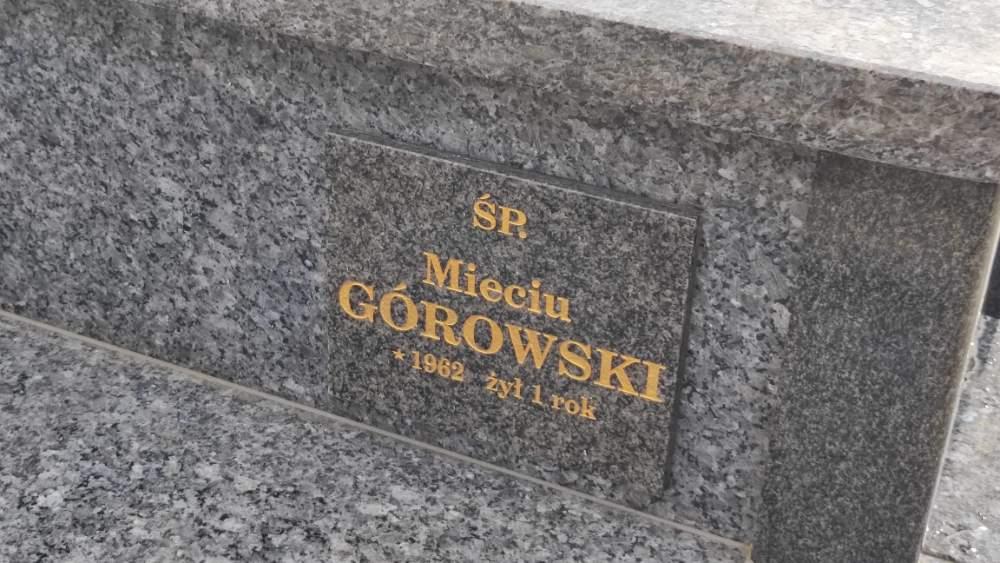 ŚP.
Mieciu
GÓROWSKI
* 1962 żył 1 rok